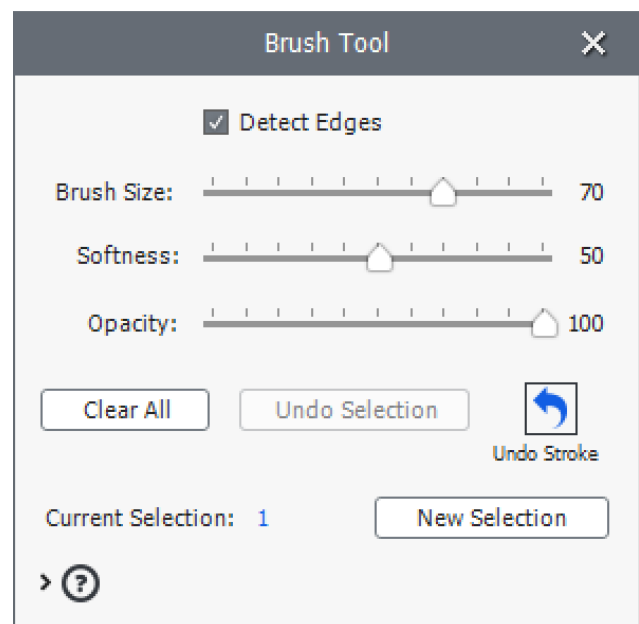 Brush Tool
Detect Edges
Brush Size: 70
Softness: 50
Opacity: 100
Clear All Undo Selection
Undo Stroke
Current Selection: 1 New Selection
?